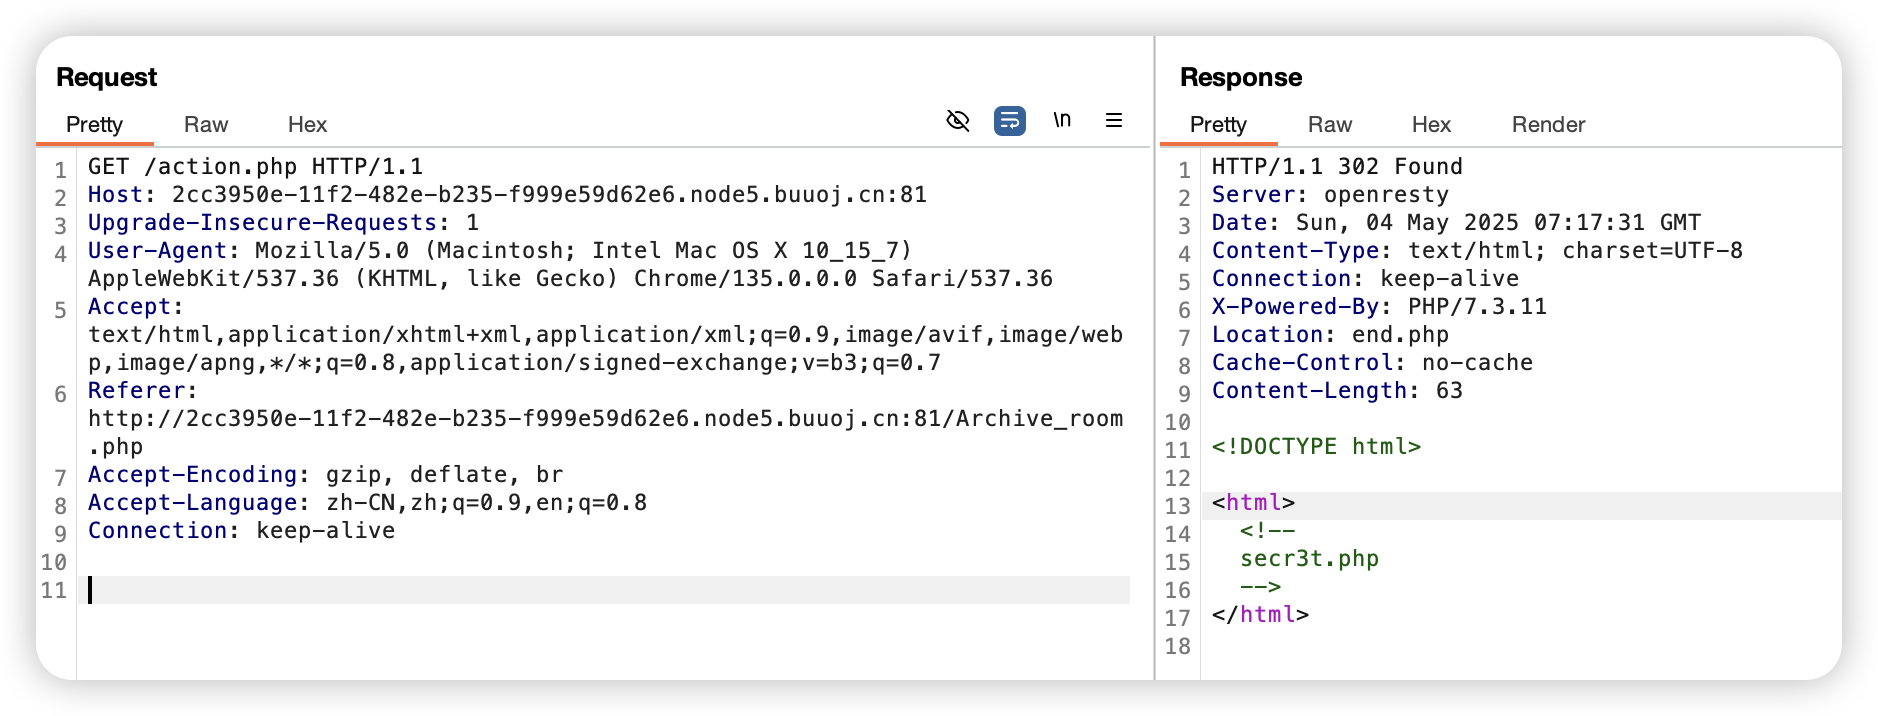 Request
Pretty Raw Hex \n
1 GET /action.php HTTP/1.1
2 Host: 2cc3950e-11f2-482e-b235-f999e59d62e6.node5.buuoj.cn:81
3 Upgrade-Insecure-Requests: 1
4 User-Agent: Mozilla/5.0 (Macintosh; Intel Mac OS X 10_15_7)
AppleWebKit/537.36 (KHTML, like Gecko) Chrome/135.0.0.0 Safari/537.36
5 Accept:
text/html,application/xhtml+xml,application/xml;q=0.9,image/avif,image/web
p,image/apng,*/*;q=0.8,application/signed-exchange;v=b3;q=0.7
6 Referer:
http://2cc3950e-11f2-482e-b235-f999e59d62e6.node5.buuoj.cn:81/Archive_room
.php
7 Accept-Encoding: gzip, deflate, br
8 Accept-Language: zh-CN,zh;q=0.9,en;q=0.8
9 Connection: keep-alive
10
11
Response
Pretty Raw Hex Render
1 HTTP/1.1 302 Found
2 Server: openresty
3 Date: Sun, 04 May 2025 07:17:31 GMT
4 Content-Type: text/html; charset=UTF-8
5 Connection: keep-alive
6 X-Powered-By: PHP/7.3.11
7 Location: end.php
8 Cache-Control: no-cache
9 Content-Length: 63
10
11 <!DOCTYPE html>
12
13 <html>
14 <!--
15 secr3t.php
16 -->
17 </html>
18